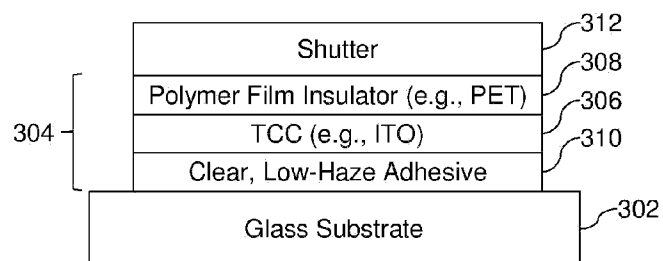 Shutter 312
304 Polymer Film Insulator (e.g., PET) 308
TCC (e.g., ITO) 306
Clear, Low-Haze Adhesive 310
Glass Substrate 302